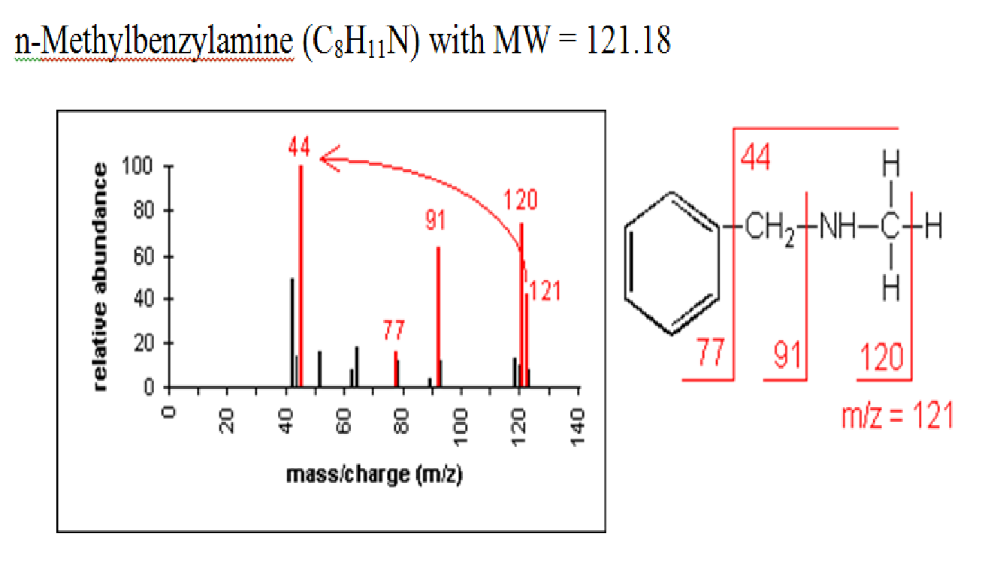 n-Methylbenzylamine (C₈H₁₁N) with MW = 121.18
relative abundance
100
80
60
40
20
0
44
77
91
120
121
0 20 40 60 80 100 120 140
mass/charge (m/z)
44
H
CH₂ NH C H
H
77 91 120
m/z = 121